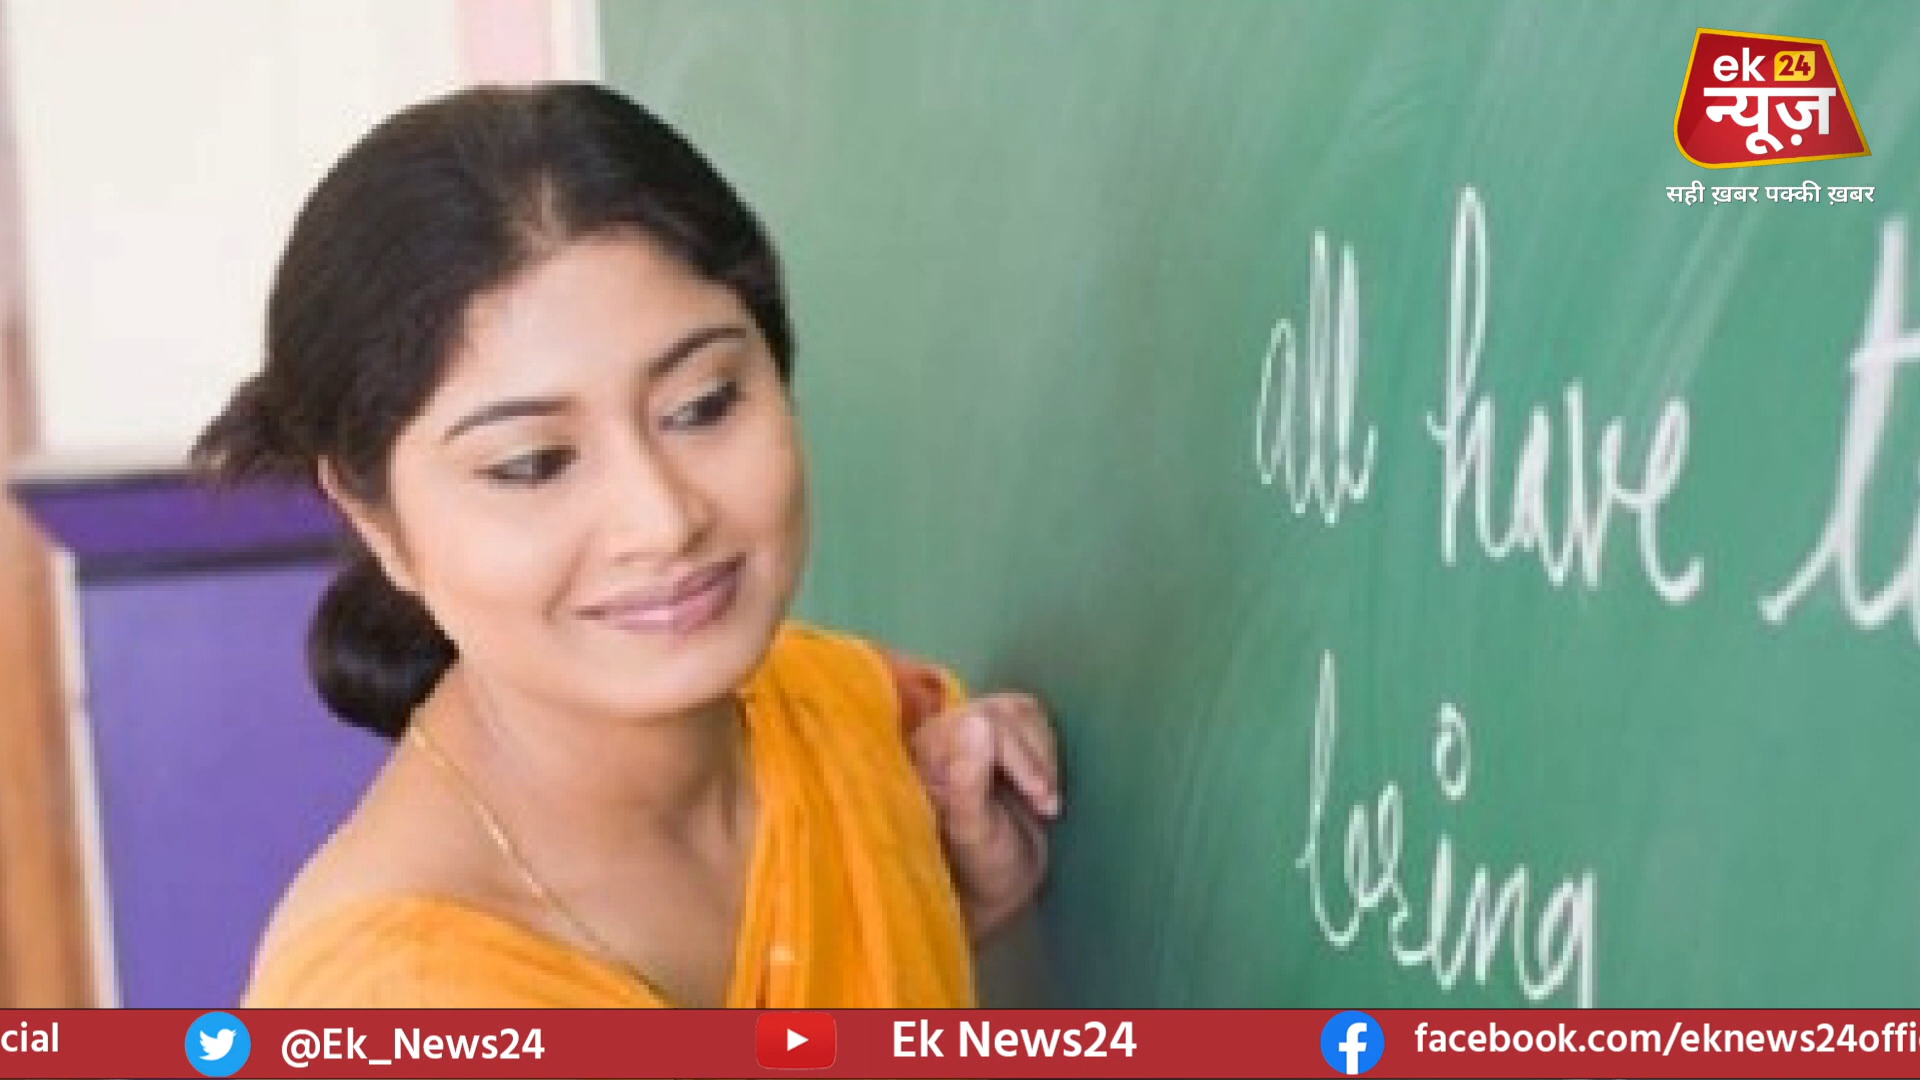 ek 24
न्यूज़
सही ख़बर पक्की ख़बर
all have
being
cial
@Ek_News24
Ek News24
facebook.com/eknews24offi